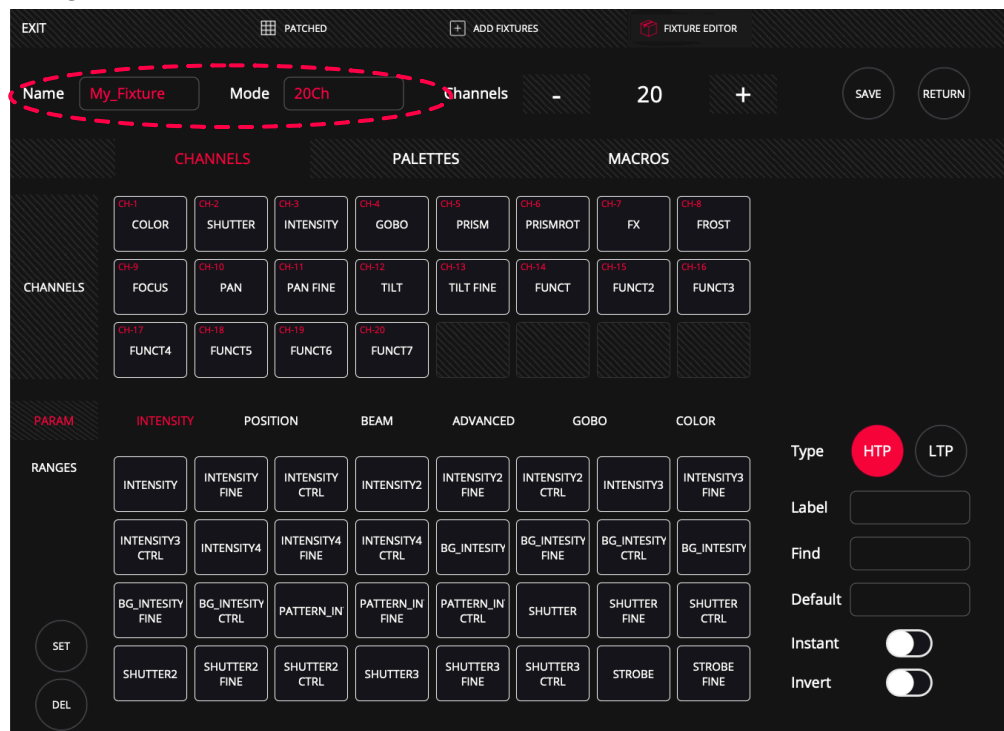 EXIT PATCHED ADD FIXTURES FIXTURE EDITOR
Name My_Fixture Mode 20Ch Channels - 20 + SAVE RETURN
CHANNELS PALETTES MACROS
CH-1 CH-2 CH-3 CH-4 CH-5 CH-6 CH-7 CH-8
COLOR SHUTTER INTENSITY GOBO PRISM PRISMROT FX FROST
CH-9 CH-10 CH-11 CH-12 CH-13 CH-14 CH-15 CH-16
CHANNELS FOCUS PAN PAN FINE TILT TILT FINE FUNCT FUNCT2 FUNCT3
CH-17 CH-18 CH-19 CH-20
FUNCT4 FUNCT5 FUNCT6 FUNCT7
PARAM INTENSITY POSITION BEAM ADVANCED GOBO COLOR
Type HTP LTP
RANGES
INTENSITY INTENSITY FINE INTENSITY CTRL INTENSITY2 INTENSITY2 FINE INTENSITY2 CTRL INTENSITY3 INTENSITY3 FINE
Label
INTENSITY3 CTRL INTENSITY4 INTENSITY4 FINE INTENSITY4 CTRL BG_INTESITY BG_INTESITY FINE BG_INTESITY CTRL BG_INTESITY
Find
BG_INTESITY FINE BG_INTESITY CTRL PATTERN_IN PATTERN_IN FINE PATTERN_IN CTRL SHUTTER SHUTTER FINE SHUTTER CTRL
Default
SET
Instant
SHUTTER2 SHUTTER2 FINE SHUTTER2 CTRL SHUTTER3 SHUTTER3 FINE SHUTTER3 CTRL STROBE STROBE FINE
Invert
DEL